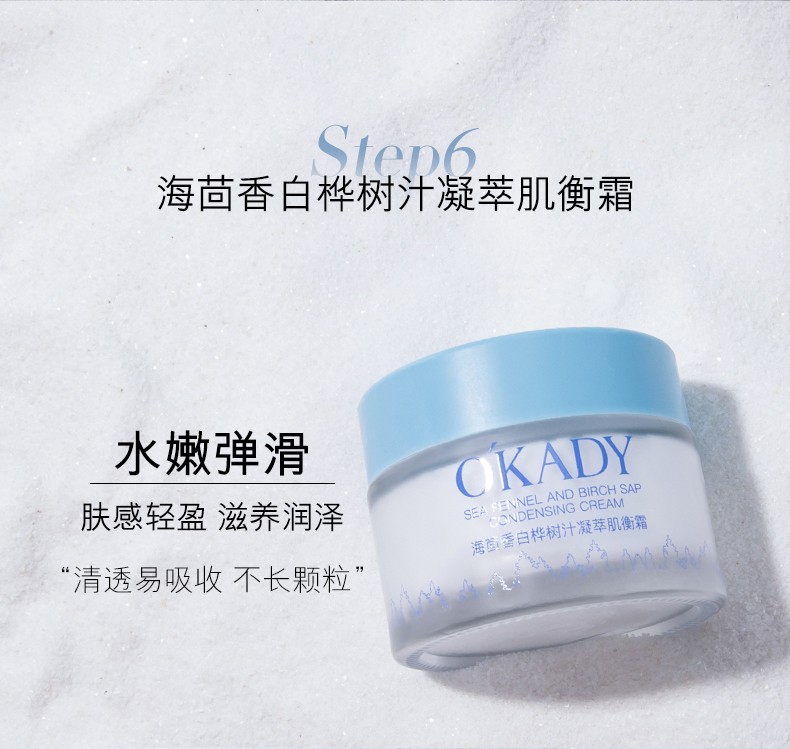 Step6
海茴香白桦树汁凝萃肌衡霜
水嫩弹滑
肤感轻盈 滋养润泽
“清透易吸收 不长颗粒”
O'KADY
SEA FENNEL AND BIRCH SAP
CONDENSING CREAM
海茴香白桦树汁凝萃肌衡霜